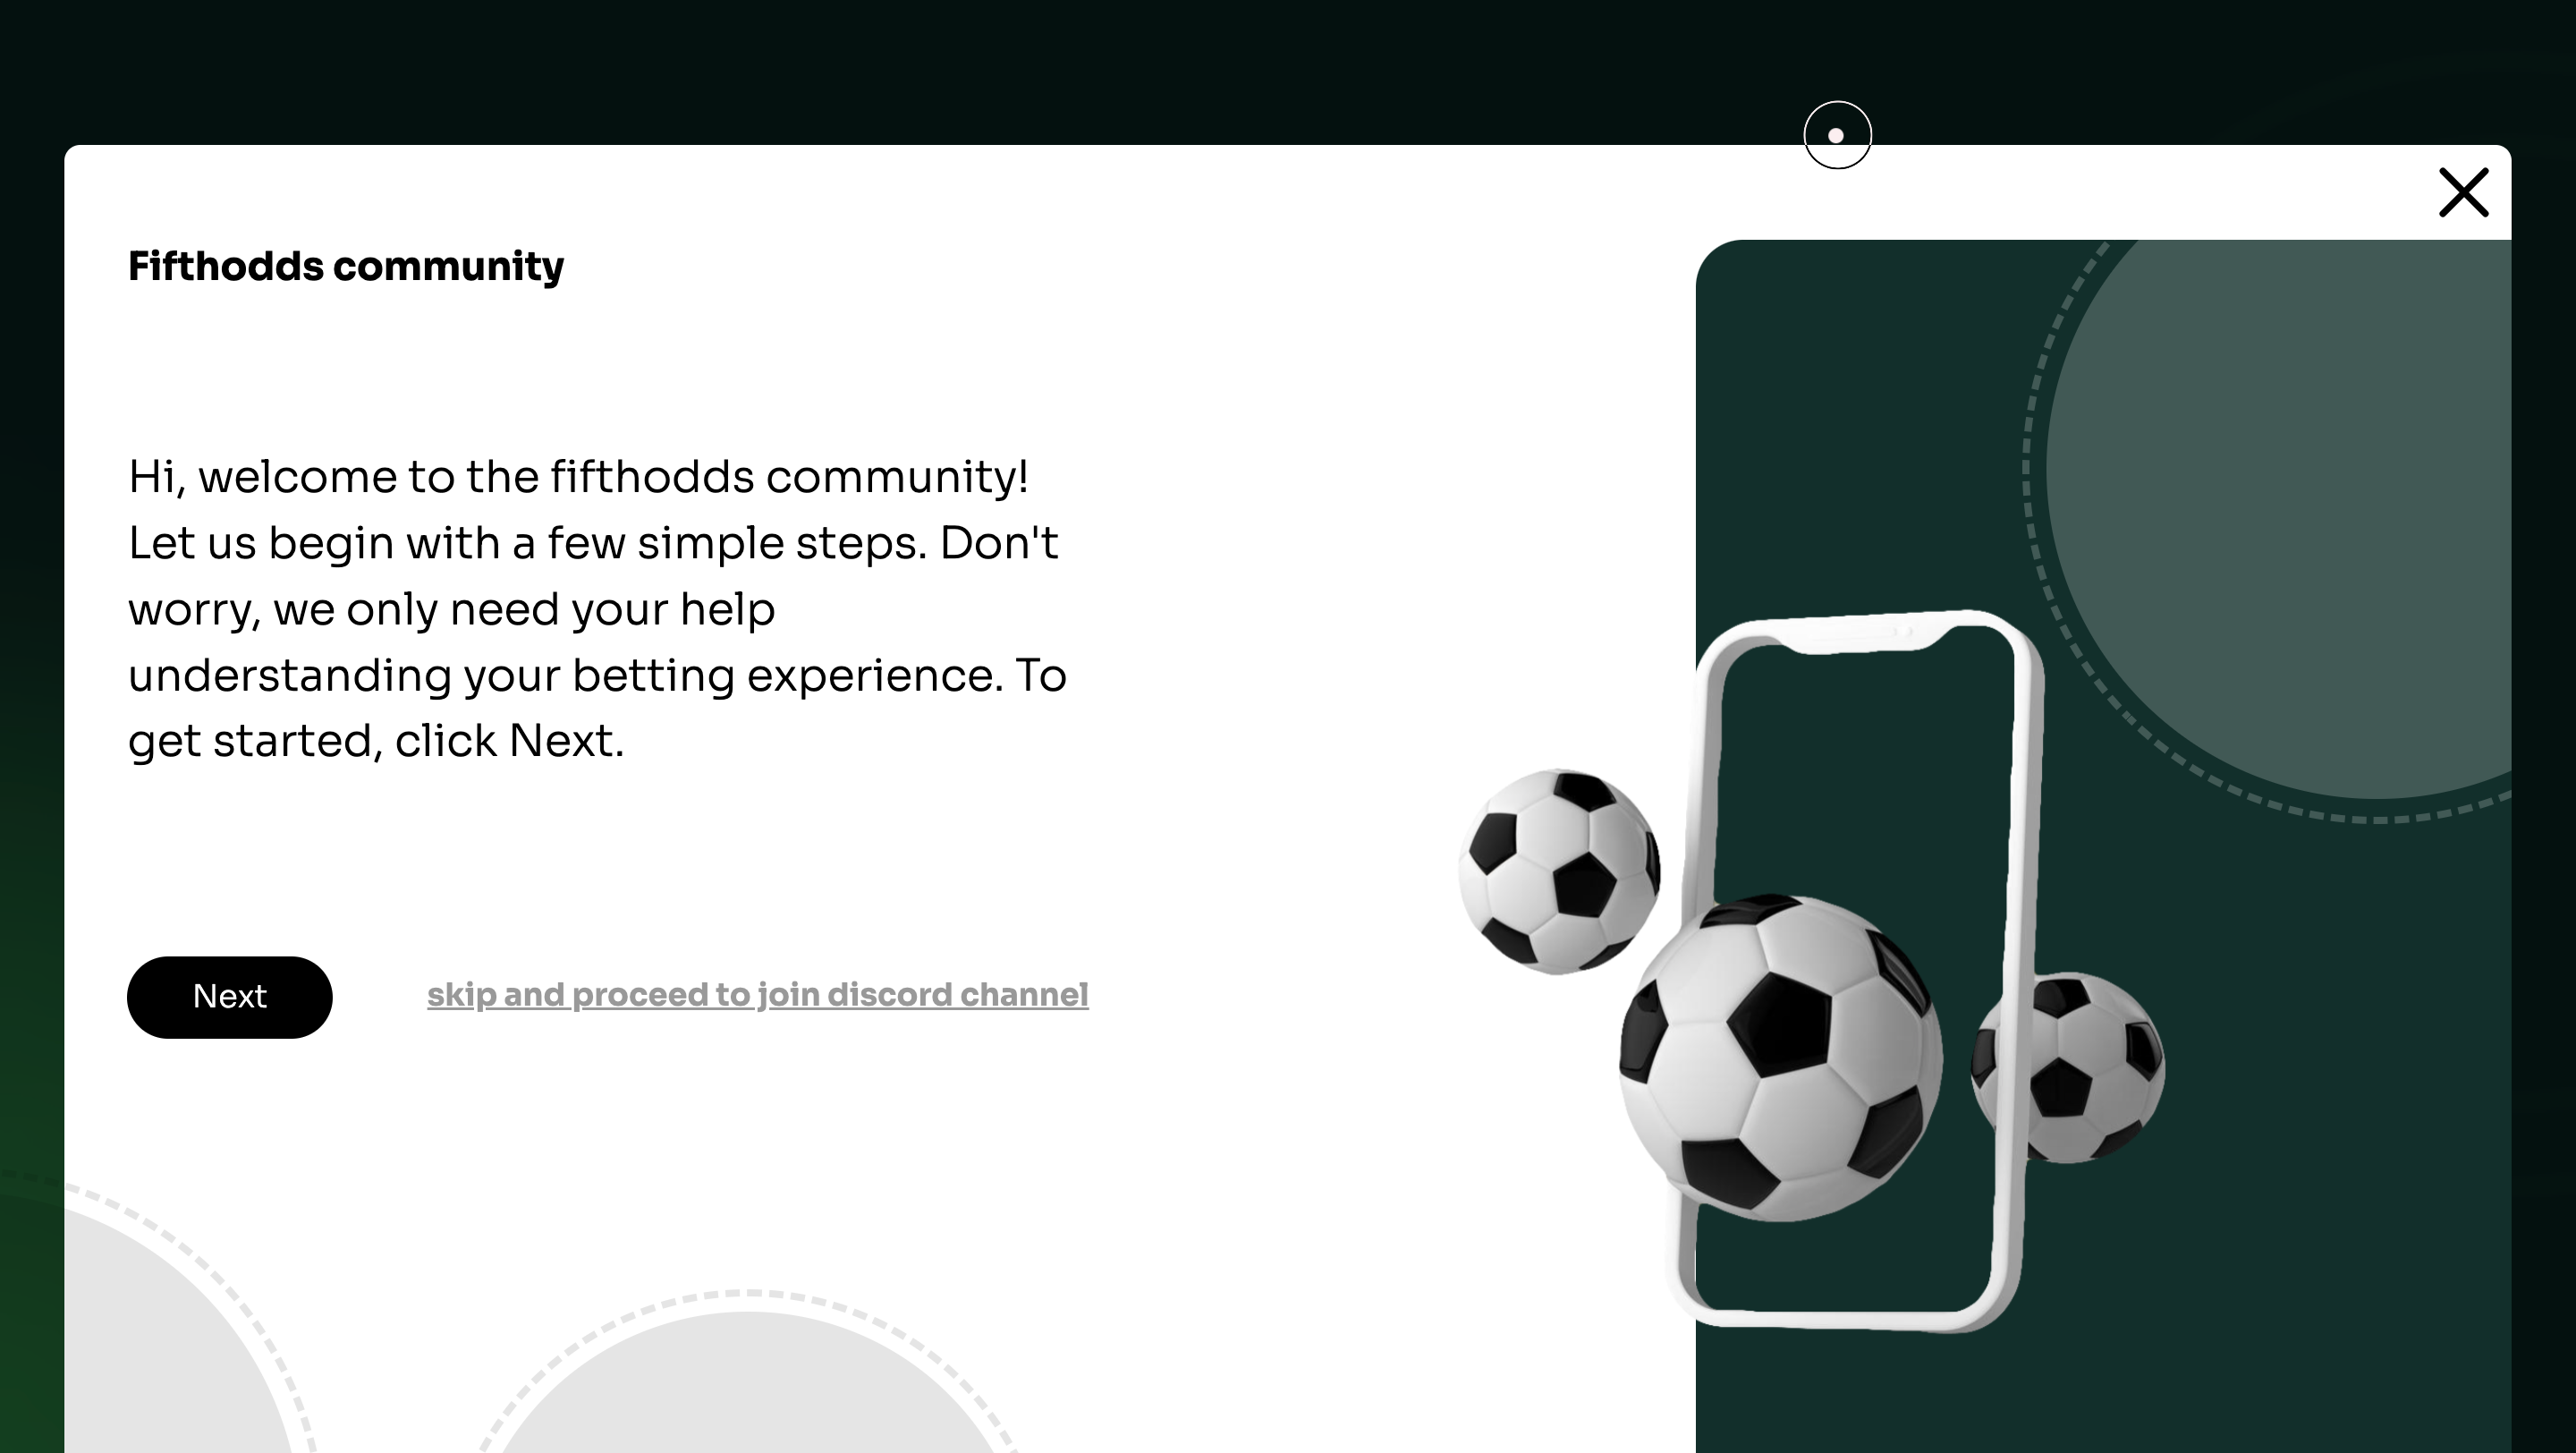 Fifthodds community
Hi, welcome to the fifthodds community!
Let us begin with a few simple steps. Don't
worry, we only need your help
understanding your betting experience. To
get started, click Next.
Next
skip and proceed to join discord channel